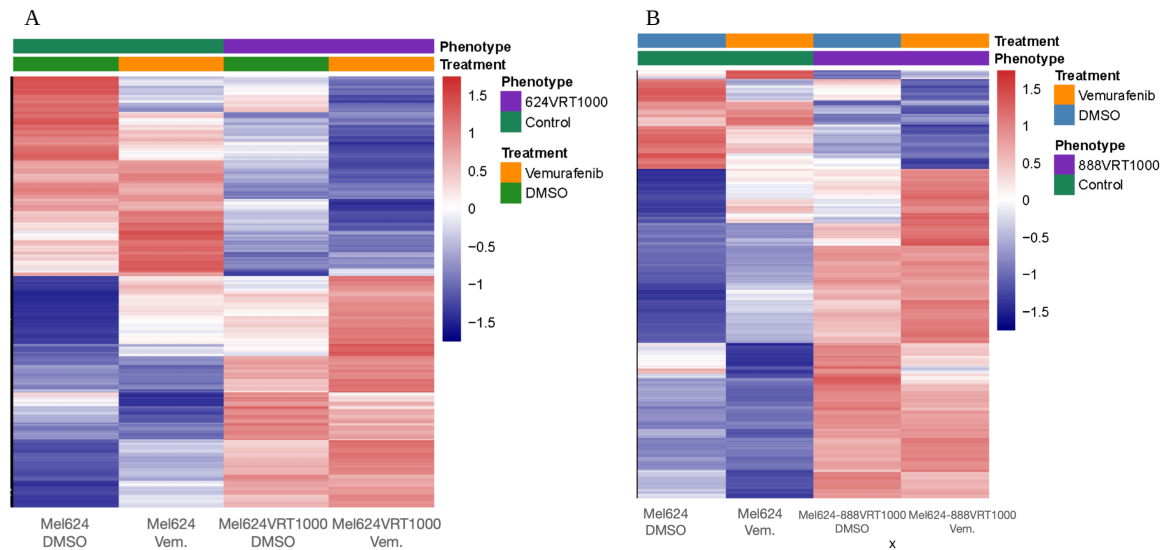 A
Phenotype
Treatment
1.5
1
0.5
0
−0.5
−1
−1.5
Phenotype
624VRT1000
Control
Treatment
Vemurafenib
DMSO
Mel624
DMSO
Mel624
Vem.
Mel624VRT1000
DMSO
Mel624VRT1000
Vem.
B
Treatment
Phenotype
1.5
1
0.5
0
−0.5
−1
−1.5
Treatment
Vemurafenib
DMSO
Phenotype
888VRT1000
Control
Mel624
DMSO
Mel624
Vem.
Mel624-888VRT1000
DMSO
Mel624-888VRT1000
Vem.
x